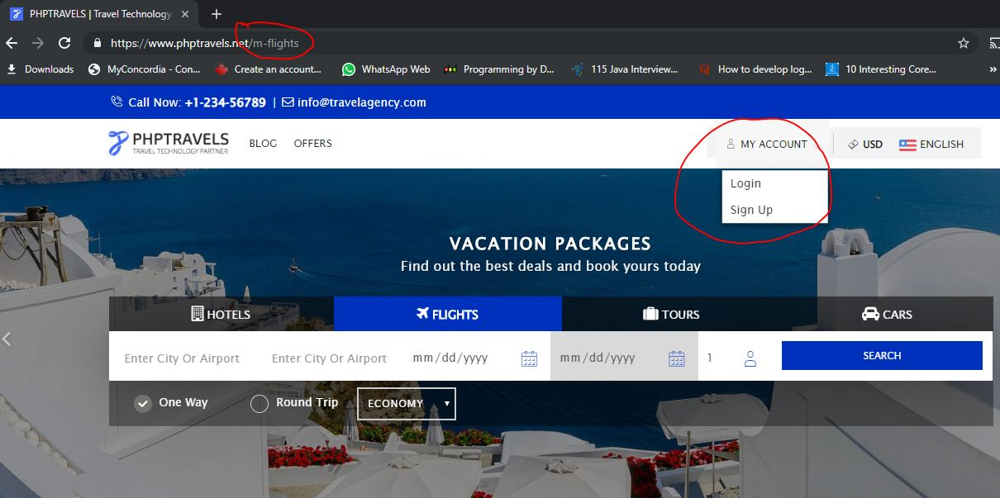 PHPTRAVELS | Travel Technology
https://www.phptravels.net/m-flights
Downloads MyConcordia - Con... Create an account... WhatsApp Web Programming by D... 115 Java Interview... How to develop log... 10 Interesting Core... »
Call Now: +1-234-56789 | info@travelagency.com
PHPTRAVELS BLOG OFFERS MY ACCOUNT USD ENGLISH
TRAVEL TECHNOLOGY PARTNER
Login
Sign Up
VACATION PACKAGES
Find out the best deals and book yours today
HOTELS FLIGHTS TOURS CARS
Enter City Or Airport Enter City Or Airport mm/dd/yyyy mm/dd/yyyy 1 SEARCH
One Way Round Trip ECONOMY